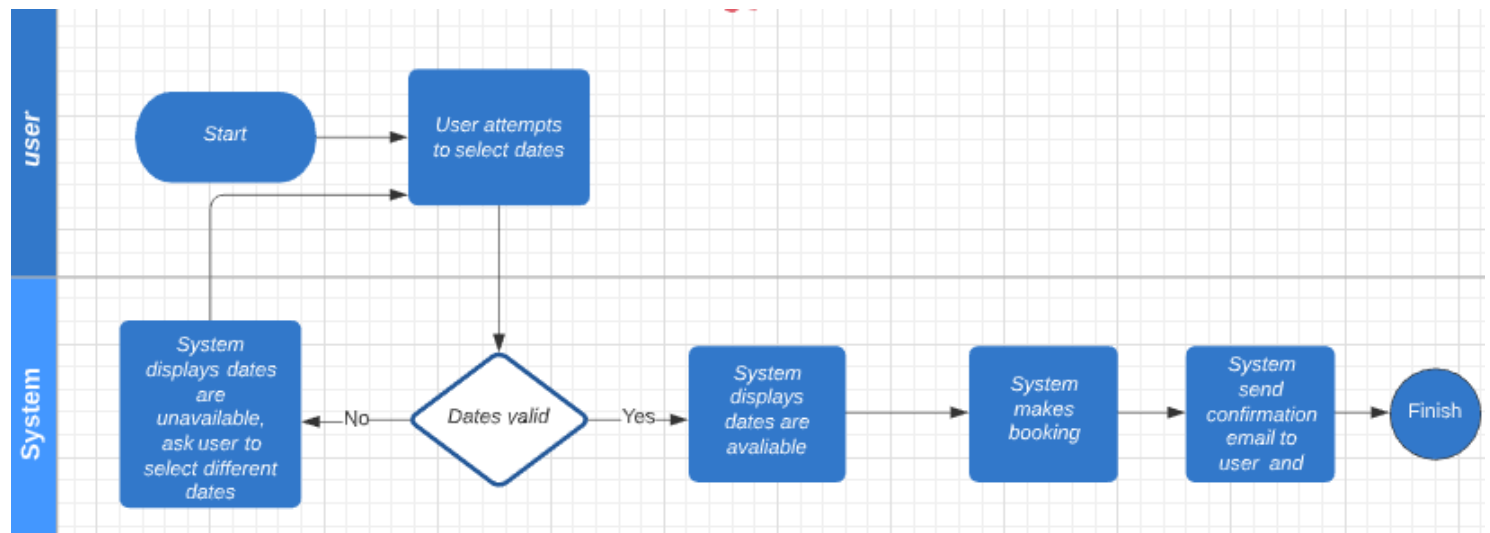 user
Start
User attempts
to select dates
System
System
displays dates
are
unavailable,
ask user to
select different
dates
No
Dates valid
Yes
System
displays
dates are
avaliable
System
makes
booking
System
send
confirmation
email to
user and
Finish